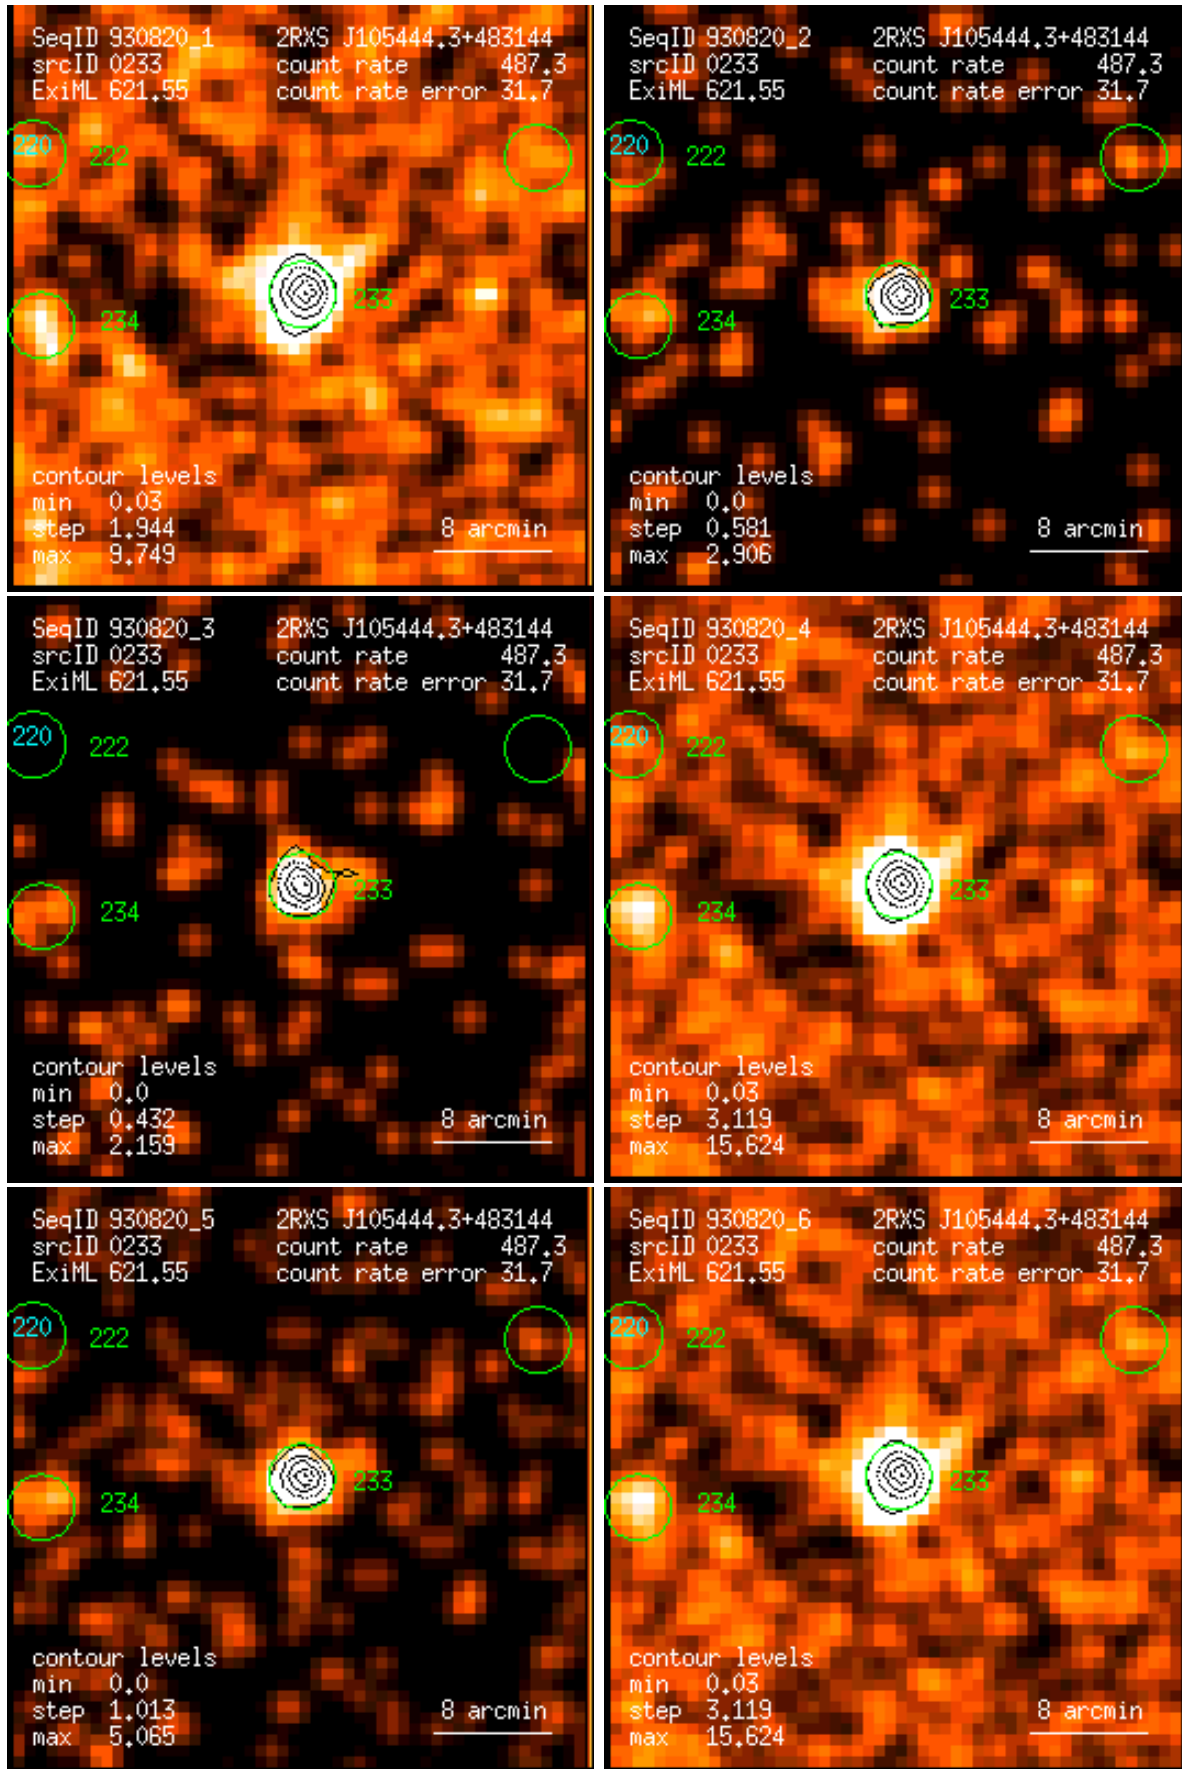 SeqID 930820_1 2RXS J105444.3+483144
srcID 0233 count rate 487.3
ExiML 621.55 count rate error 31.7
220 222
233
234
contour levels
min 0.03
step 1.944 8 arcmin
max 9.749
SeqID 930820_2 2RXS J105444.3+483144
srcID 0233 count rate 487.3
ExiML 621.55 count rate error 31.7
220 222
233
234
contour levels
min 0.0
step 0.581 8 arcmin
max 2.906
SeqID 930820_3 2RXS J105444.3+483144
srcID 0233 count rate 487.3
ExiML 621.55 count rate error 31.7
220 222
233
234
contour levels
min 0.0
step 0.432 8 arcmin
max 2.159
SeqID 930820_4 2RXS J105444.3+483144
srcID 0233 count rate 487.3
ExiML 621.55 count rate error 31.7
220 222
233
234
contour levels
min 0.03
step 3.119 8 arcmin
max 15.624
SeqID 930820_5 2RXS J105444.3+483144
srcID 0233 count rate 487.3
ExiML 621.55 count rate error 31.7
220 222
233
234
contour levels
min 0.0
step 1.013 8 arcmin
max 5.065
SeqID 930820_6 2RXS J105444.3+483144
srcID 0233 count rate 487.3
ExiML 621.55 count rate error 31.7
220 222
233
234
contour levels
min 0.03
step 3.119 8 arcmin
max 15.624